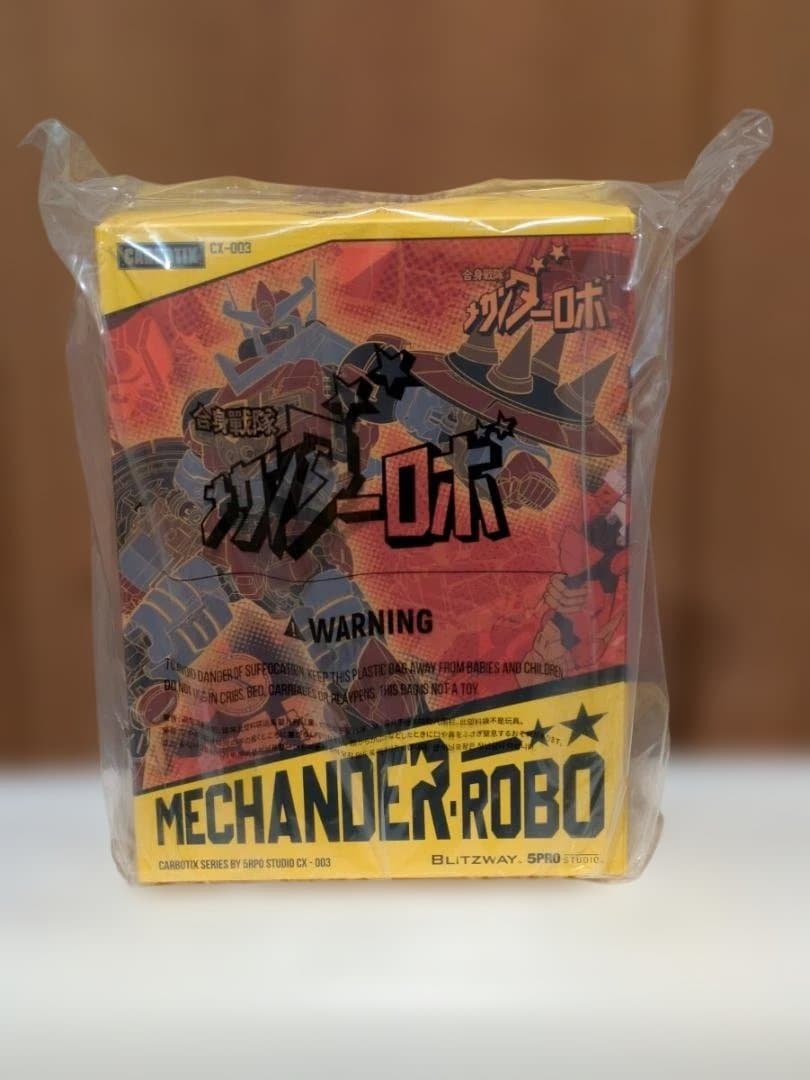 CARBOTIX CX-003
合身戦隊
メカンダーロボ
合身戰隊
メカンダーロボ
⚠ WARNING
TO AVOID DANGER OF SUFFOCATION, KEEP THIS PLASTIC BAG AWAY FROM BABIES AND CHILDREN.
DO NOT USE IN CRIBS, BED, CARRIAGES OR PLAYPENS. THIS BAG IS NOT A TOY.
MECHANDER-ROBO
CARBOTIX SERIES BY 5RPO STUDIO CX - 003
BLITZWAY. 5PRO STUDIO.